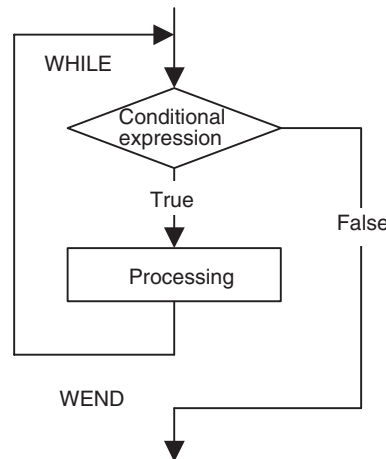 WHILE
Conditional
expression
True
False
Processing
WEND